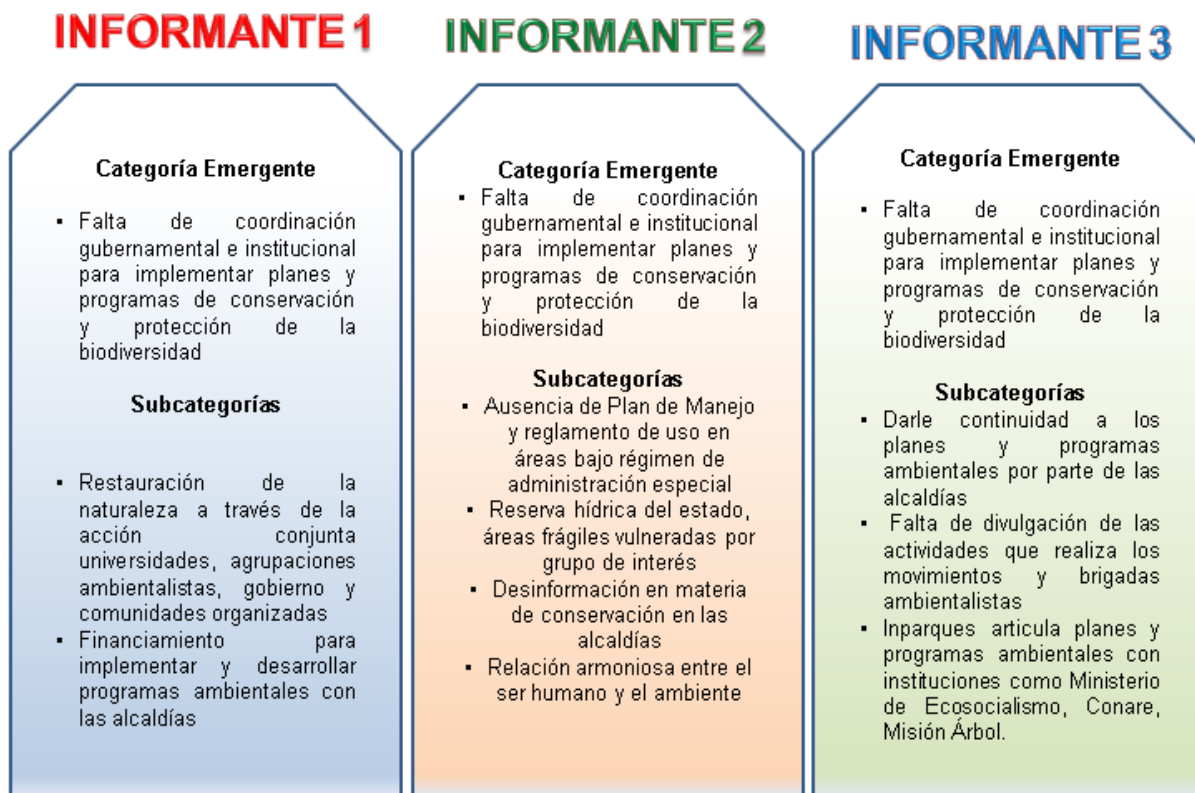 INFORMANTE 1
Categoría Emergente
▪ Falta de coordinación
gubernamental e institucional
para implementar planes y
programas de conservación
y protección de la
biodiversidad
Subcategorías
▪ Restauración de la
naturaleza a través de la
acción conjunta
universidades, agrupaciones
ambientalistas, gobierno y
comunidades organizadas
▪ Financiamiento para
implementar y desarrollar
programas ambientales con
las alcaldías
INFORMANTE 2
Categoría Emergente
▪ Falta de coordinación
gubernamental e institucional
para implementar planes y
programas de conservación
y protección de la
biodiversidad
Subcategorías
▪ Ausencia de Plan de Manejo
y reglamento de uso en
áreas bajo régimen de
administración especial
▪ Reserva hídrica del estado,
áreas frágiles vulneradas por
grupo de interés
▪ Desinformación en materia
de conservación en las
alcaldías
▪ Relación armoniosa entre el
ser humano y el ambiente
INFORMANTE 3
Categoría Emergente
▪ Falta de coordinación
gubernamental e institucional
para implementar planes y
programas de conservación
y protección de la
biodiversidad
Subcategorías
▪ Darle continuidad a los
planes y programas
ambientales por parte de las
alcaldías
▪ Falta de divulgación de las
actividades que realiza los
movimientos y brigadas
ambientalistas
▪ Inparques articula planes y
programas ambientales con
instituciones como Ministerio
de Ecosocialismo, Conare,
Misión Árbol.